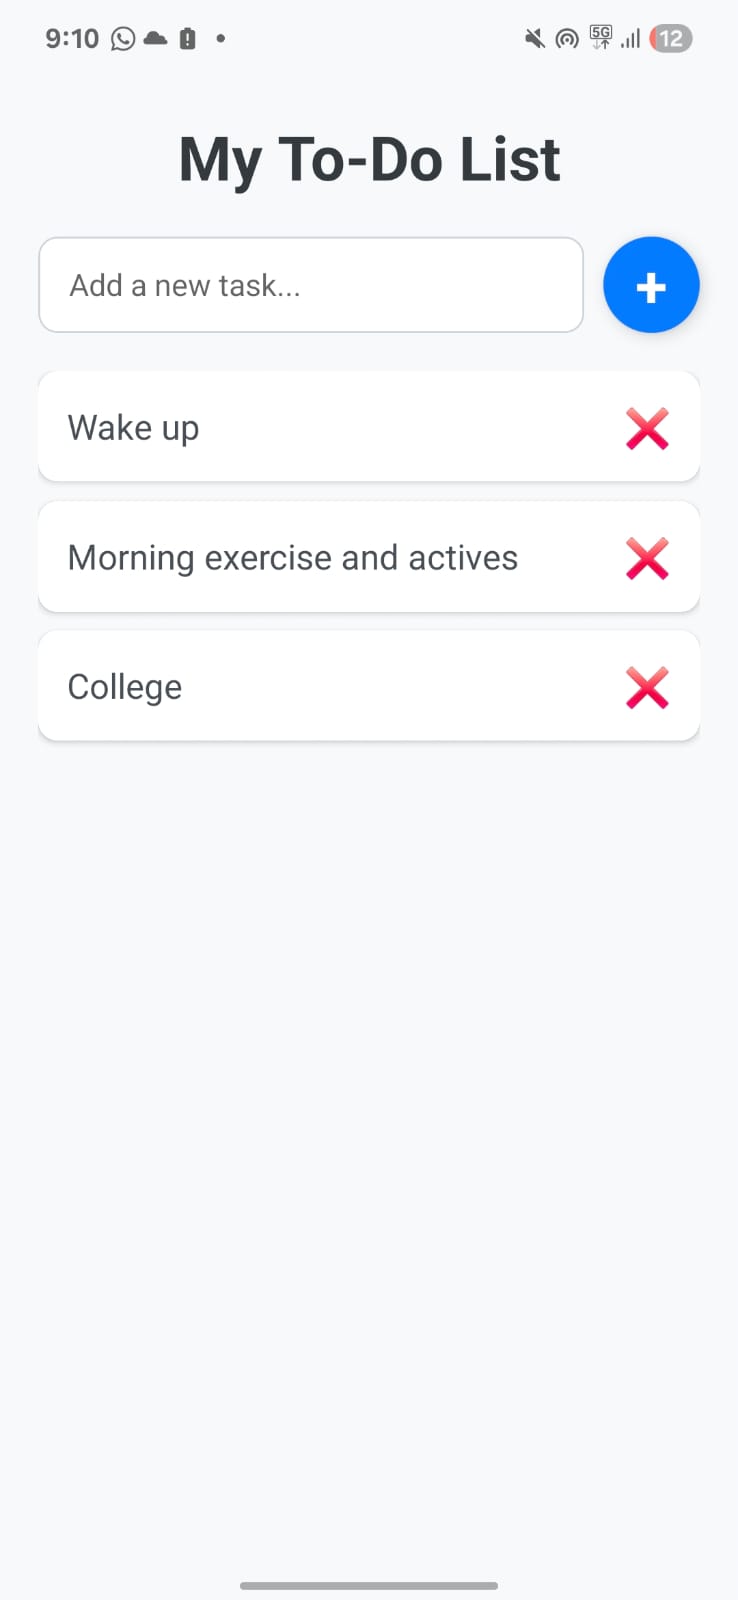 9:10
5G
12
My To-Do List
Add a new task...
+
Wake up
Morning exercise and actives
College